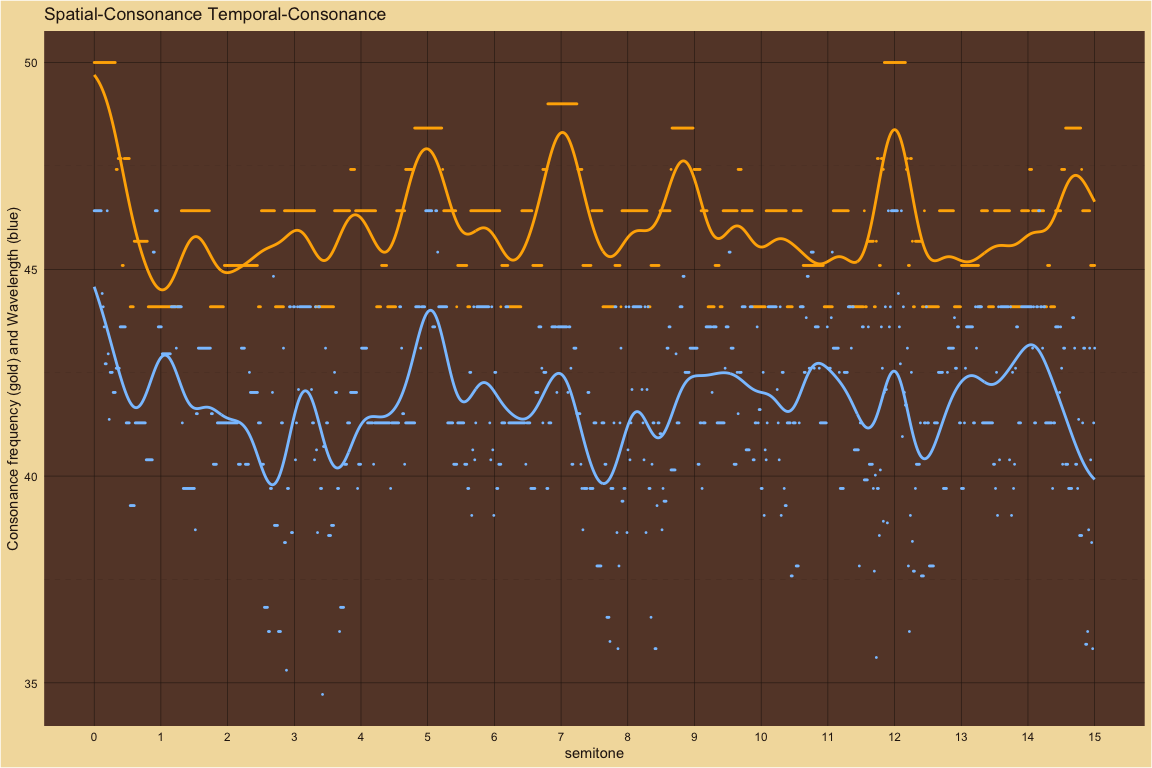 Spatial-Consonance Temporal-Consonance
Consonance frequency (gold) and Wavelength (blue)
50
45
40
35
0 1 2 3 4 5 6 7 8 9 10 11 12 13 14 15
semitone